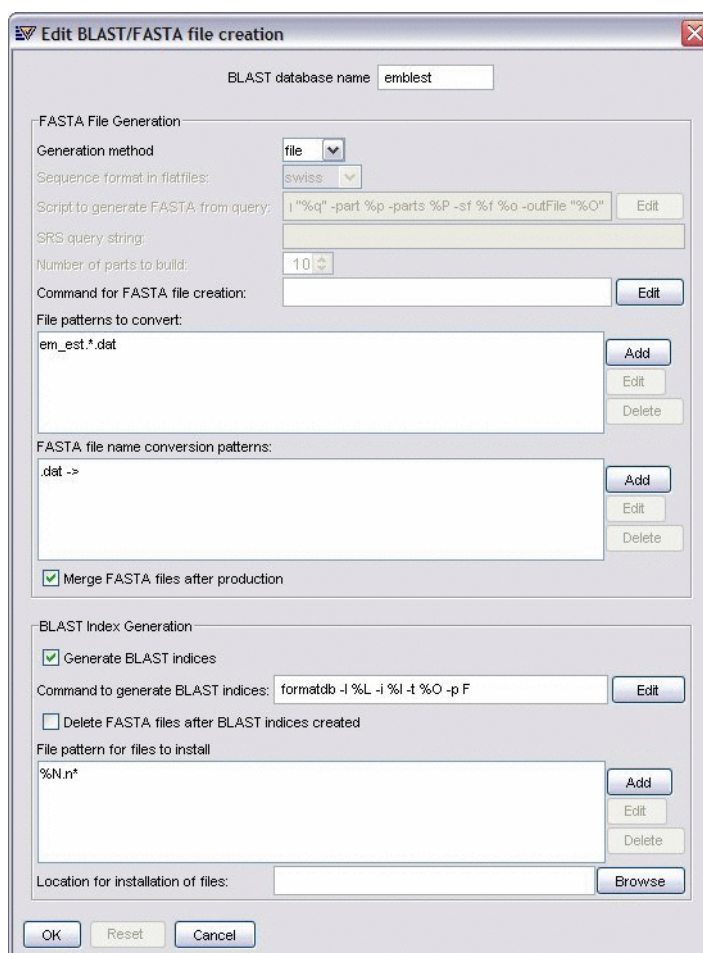 Edit BLAST/FASTA file creation
BLAST database name emblest
FASTA File Generation
Generation method file
Sequence format in flatfiles: swiss
Script to generate FASTA from query: "%q" -part %p -parts %P -sf %f %o -outFile "%O" Edit
SRS query string:
Number of parts to build: 10
Command for FASTA file creation: Edit
File patterns to convert:
em_est.*.dat
Add
Edit
Delete
FASTA file name conversion patterns:
.dat ->
Add
Edit
Delete
Merge FASTA files after production
BLAST Index Generation
Generate BLAST indices
Command to generate BLAST indices: formatdb -l %L -i %I -t %O -p F Edit
Delete FASTA files after BLAST indices created
File pattern for files to install
%N.n*
Add
Edit
Delete
Location for installation of files: Browse
OK Reset Cancel